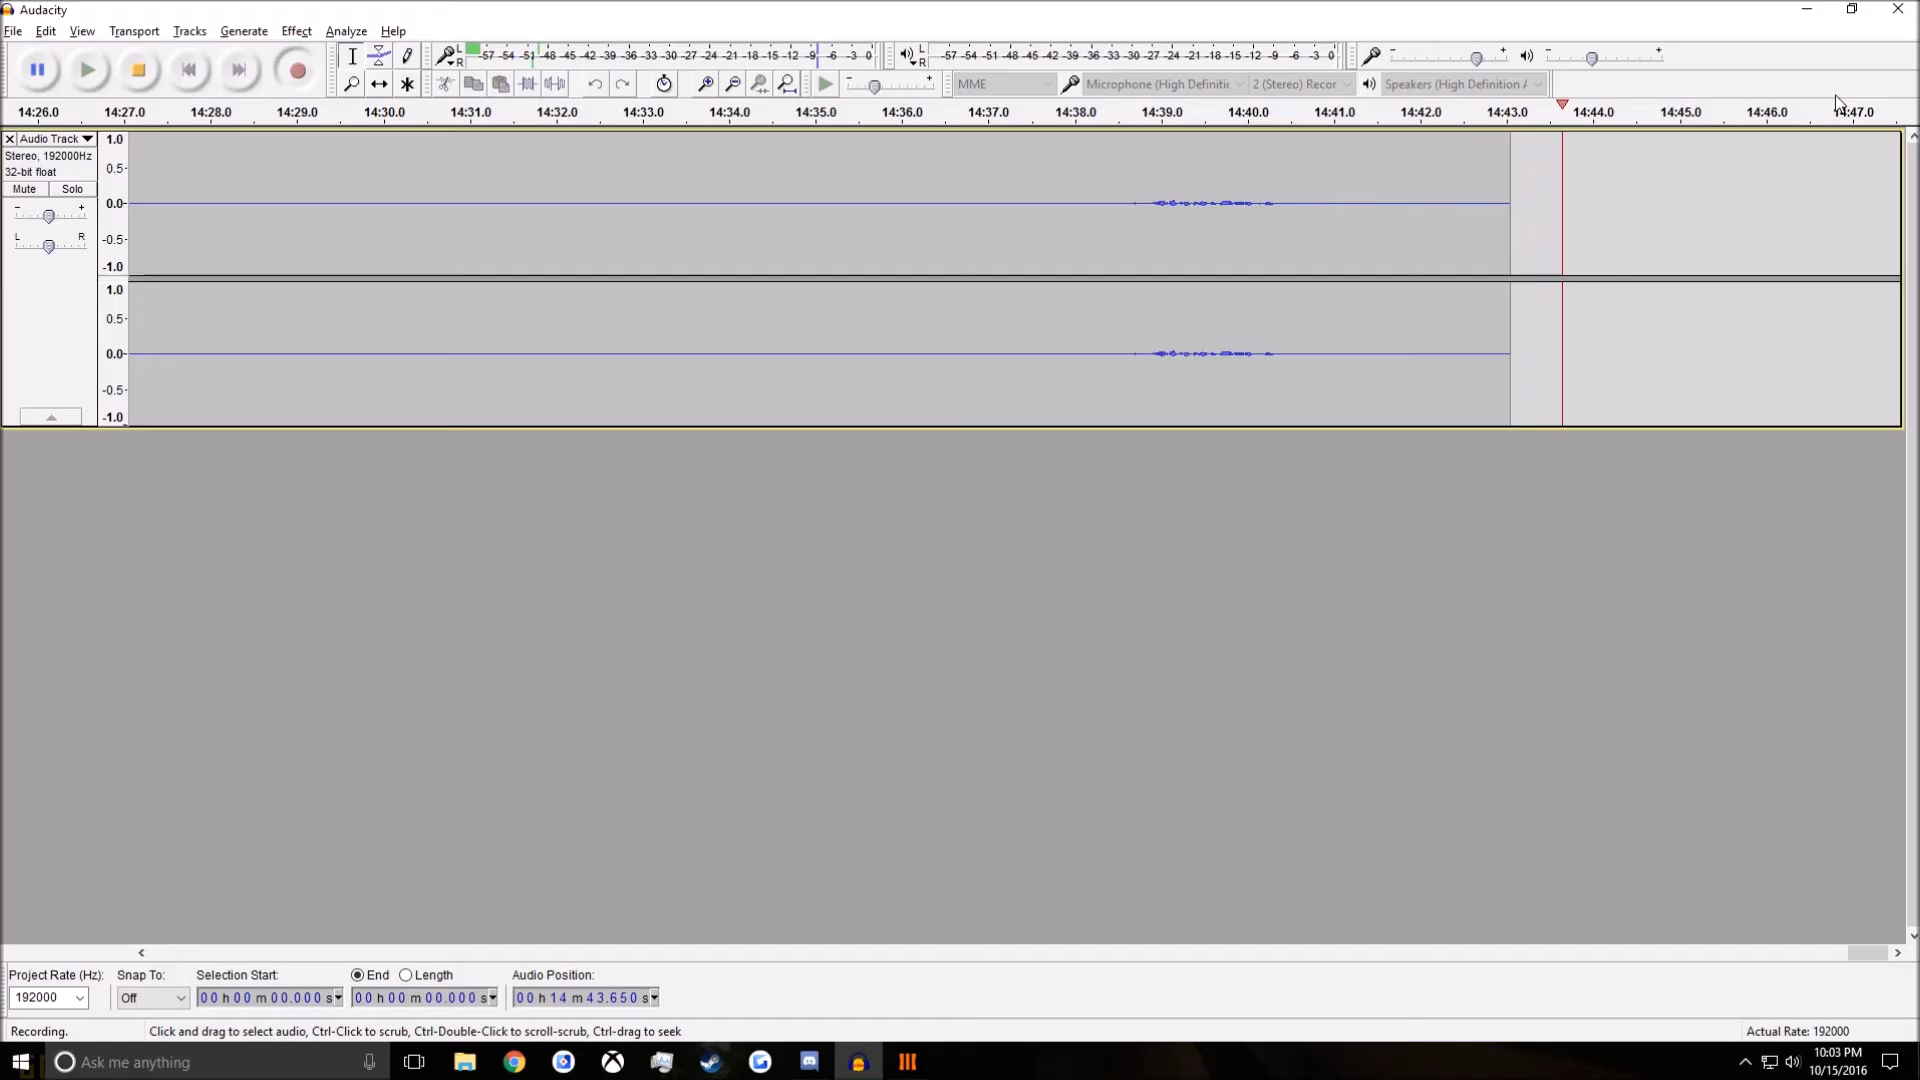 Audacity
File Edit View Transport Tracks Generate Effect Analyze Help
L R -57 -54 -51 -48 -45 -42 -39 -36 -33 -30 -27 -24 -21 -18 -15 -12 -9 -6 -3 0 L R -57 -54 -51 -48 -45 -42 -39 -36 -33 -30 -27 -24 -21 -18 -15 -12 -9 -6 -3 0 - + - +
- + MME Microphone (High Definitic 2 (Stereo) Recor Speakers (High Definition
14:26.0 14:27.0 14:28.0 14:29.0 14:30.0 14:31.0 14:32.0 14:33.0 14:34.0 14:35.0 14:36.0 14:37.0 14:38.0 14:39.0 14:40.0 14:41.0 14:42.0 14:43.0 14:44.0 14:45.0 14:46.0 14:47.0
Audio Track 1.0
Stereo, 192000Hz 0.5
32-bit float
Mute Solo
- + 0.0
L R -0.5
-1.0
1.0
0.5
0.0
-0.5
-1.0
Project Rate (Hz): Snap To: Selection Start: End Length Audio Position:
192000 Off 00 h 00 m 00.000 s 00 h 00 m 00.000 s 00 h 14 m 43.650 s
Recording. Click and drag to select audio, Ctrl-Click to scrub, Ctrl-Double-Click to scroll-scrub, Ctrl-drag to seek Actual Rate: 192000
Ask me anything 10:03 PM
10/15/2016